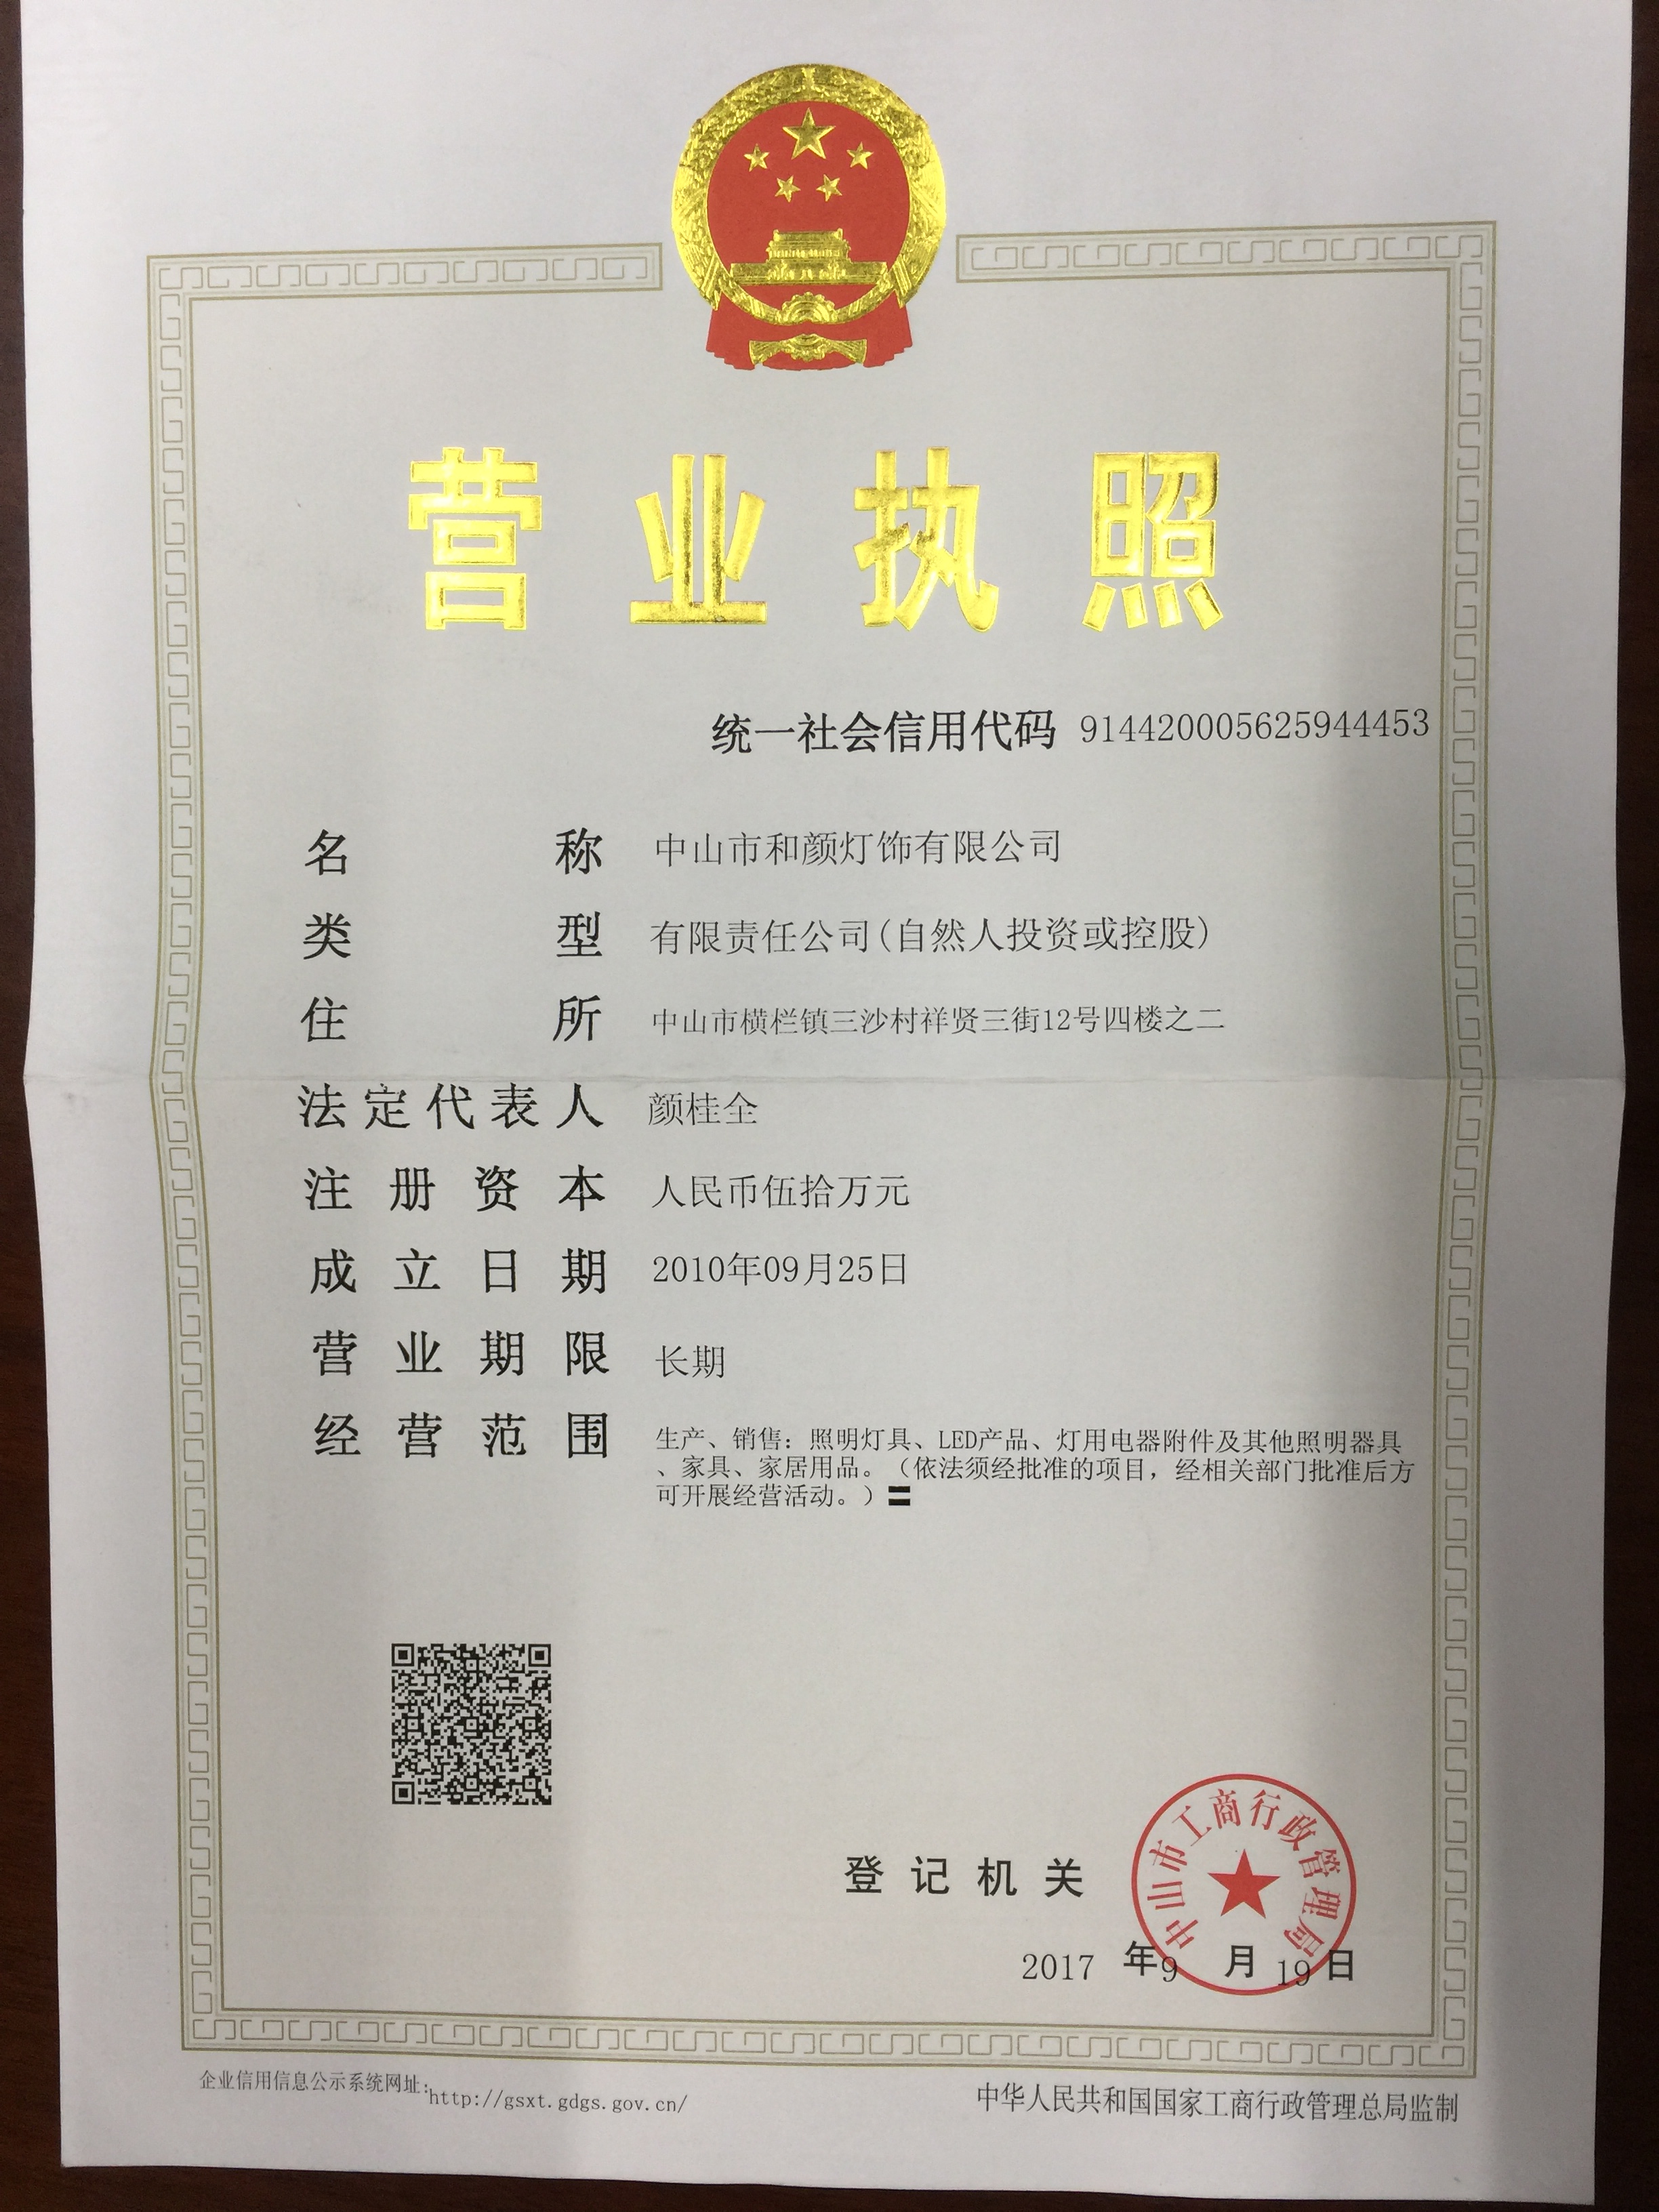 营业执照
统一社会信用代码 914420005625944453
名称 中山市和颜灯饰有限公司
类型 有限责任公司(自然人投资或控股)
住所 中山市横栏镇三沙村祥贤三街12号四楼之二
法定代表人 颜桂全
注册资本 人民币伍拾万元
成立日期 2010年09月25日
营业期限 长期
经营范围 生产、销售：照明灯具、LED产品、灯用电器附件及其他照明器具
、家具、家居用品。（依法须经批准的项目，经相关部门批准后方
可开展经营活动。）〓
登记机关
中山市工商行政管理局
2017 年9 月 19 日
企业信用信息公示系统网址：http://gsxt.gdgs.gov.cn/
中华人民共和国国家工商行政管理总局监制